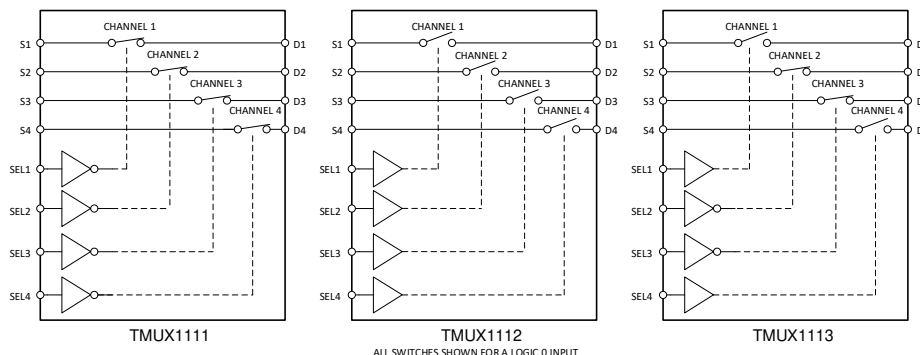 CHANNEL 1
S1
D1
CHANNEL 2
S2
D2
CHANNEL 3
S3
D3
CHANNEL 4
S4
D4
SEL1
SEL2
SEL3
SEL4
TMUX1111
CHANNEL 1
S1
D1
CHANNEL 2
S2
D2
CHANNEL 3
S3
D3
CHANNEL 4
S4
D4
SEL1
SEL2
SEL3
SEL4
TMUX1112
ALL SWITCHES SHOWN FOR A LOGIC 0 INPUT
CHANNEL 1
S1
D
CHANNEL 2
S2
D
CHANNEL 3
S3
D
CHANNEL 4
S4
D
SEL1
SEL2
SEL3
SEL4
TMUX1113